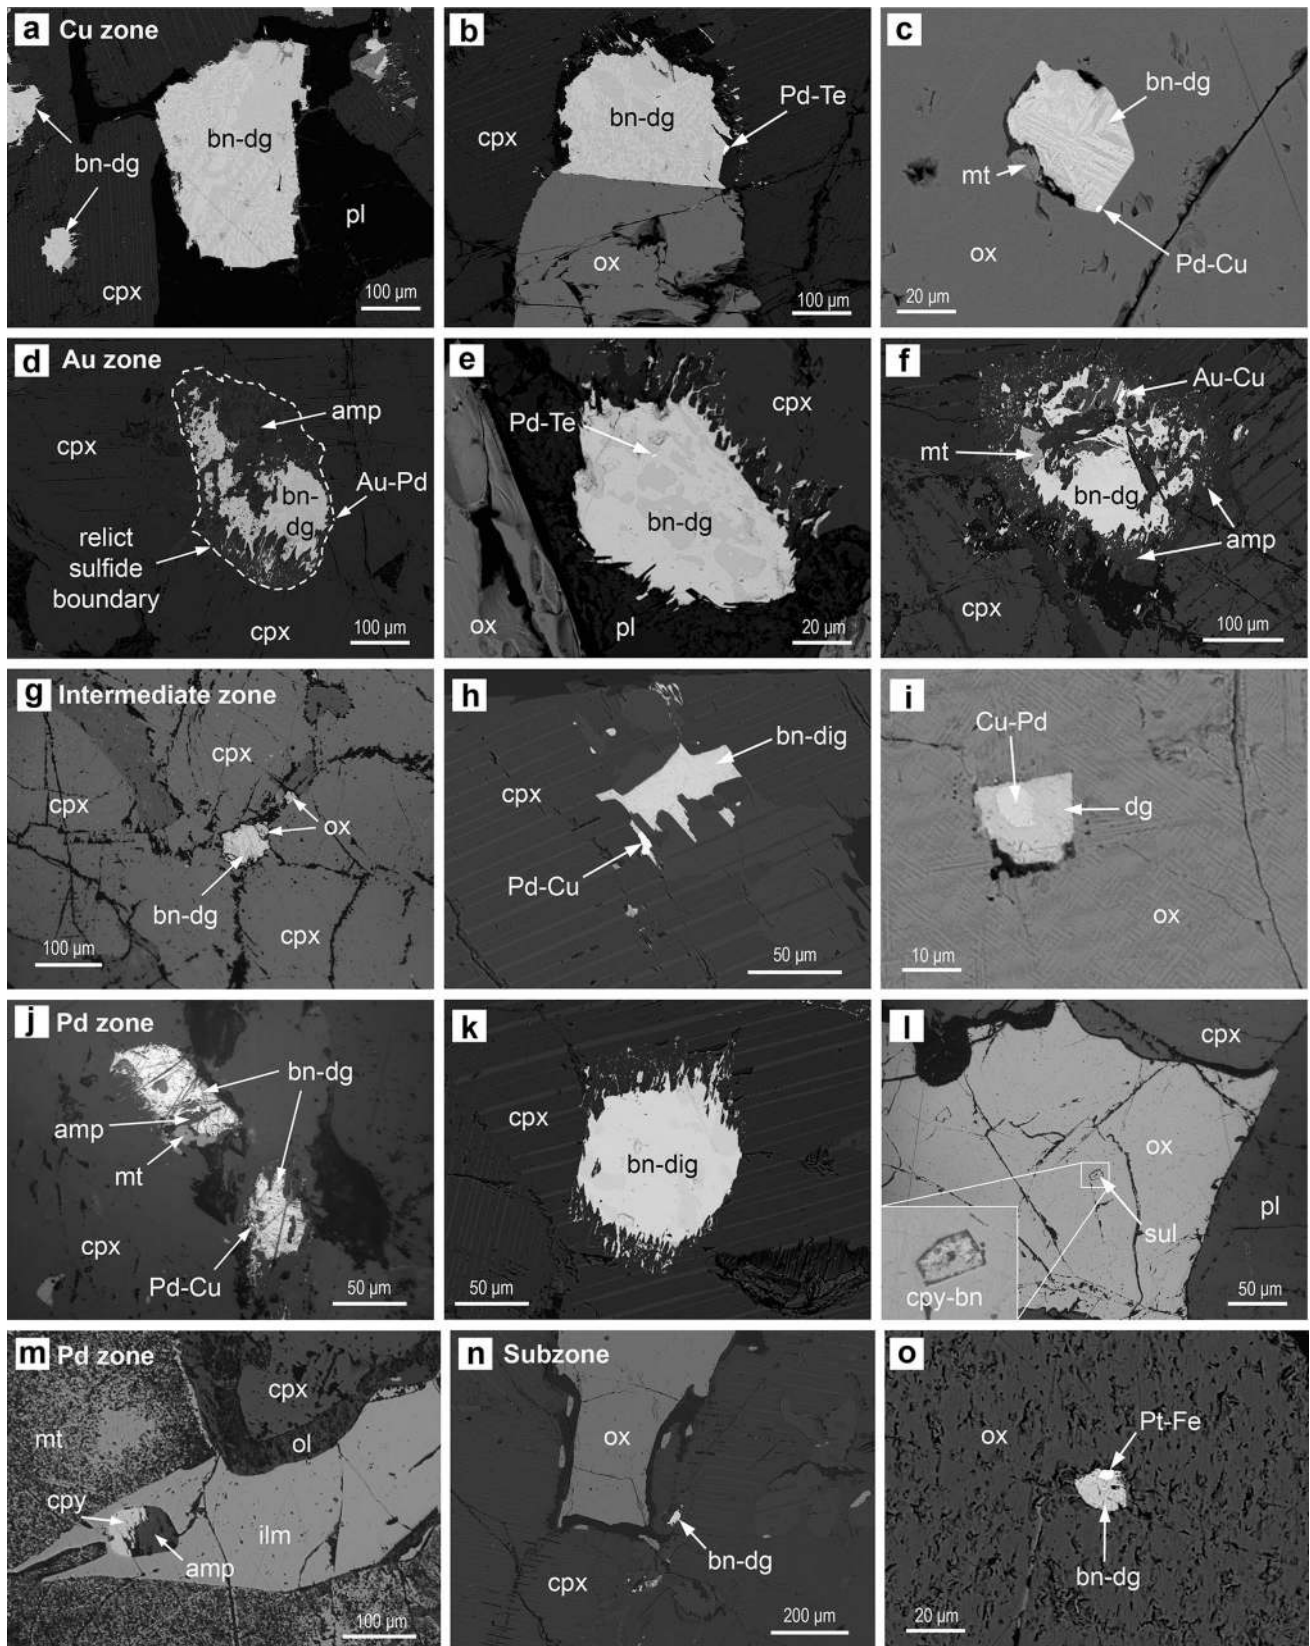 a Cu zone
bn-dg
bn-dg
pl
cpx
100 µm
b
Pd-Te
bn-dg
cpx
ox
100 µm
c
bn-dg
mt
ox
Pd-Cu
20 µm
d Au zone
amp
cpx
Au-Pd
bn-
dg
relict
sulfide
boundary
cpx
100 µm
e
cpx
Pd-Te
bn-dg
ox
pl
20 µm
f
Au-Cu
mt
bn-dg
amp
cpx
100 µm
g Intermediate zone
cpx
cpx
ox
bn-dg
cpx
100 µm
h
bn-dig
cpx
Pd-Cu
50 µm
i
Cu-Pd
dg
ox
10 µm
j Pd zone
bn-dg
amp
mt
cpx
Pd-Cu
50 µm
k
cpx
bn-dig
50 µm
l
cpx
ox
sul
pl
cpy-bn
50 µm
m Pd zone
cpx
mt
ol
cpy
ilm
amp
100 µm
n Subzone
ox
bn-dg
cpx
200 µm
o
Pt-Fe
ox
bn-dg
20 µm